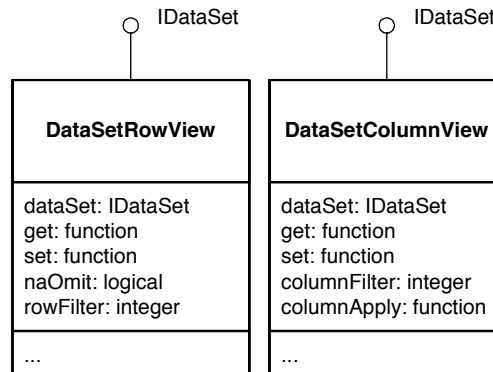 IDataSet
DataSetRowView
dataSet: IDataSet
get: function
set: function
naOmit: logical
rowFilter: integer
...
IDataSet
DataSetColumnView
dataSet: IDataSet
get: function
set: function
columnFilter: integer
columnApply: function
...